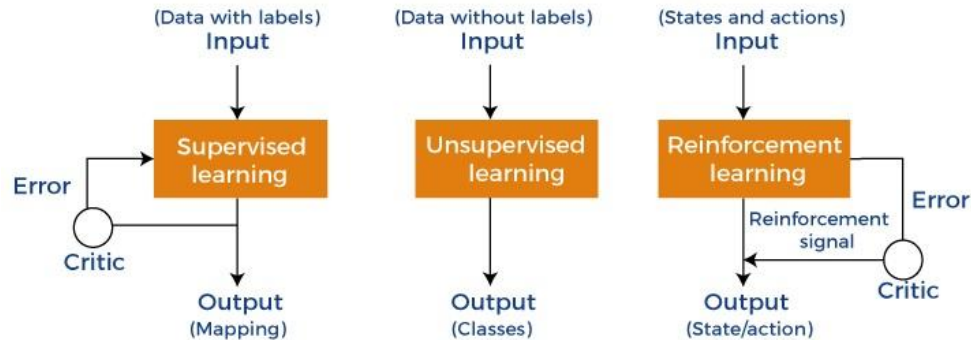 (Data with labels)
Input
Supervised
learning
Error
Critic
Output
(Mapping)
(Data without labels)
Input
Unsupervised
learning
Output
(Classes)
(States and actions)
Input
Reinforcement
learning
Error
Reinforcement
signal
Critic
Output
(State/action)